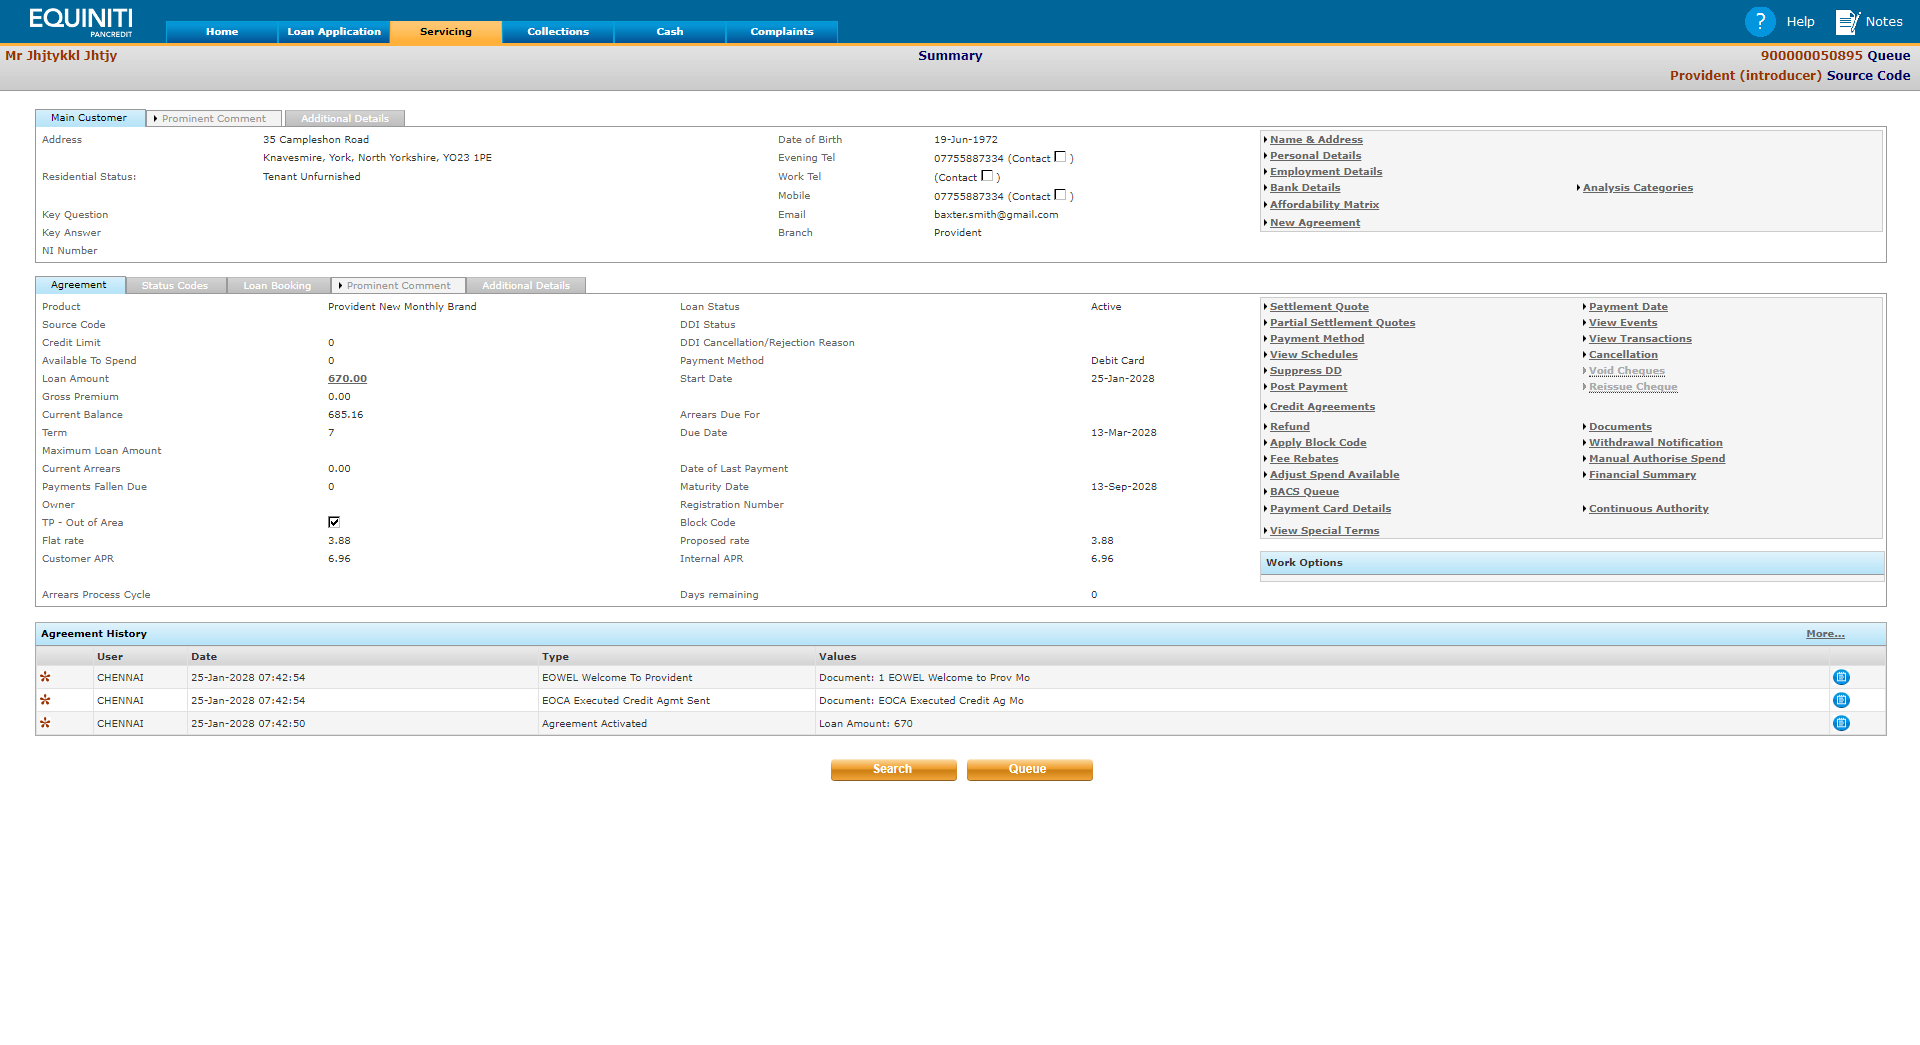 EQUINITI
PANCREDIT
Home Loan Application Servicing Collections Cash Complaints
? Help Notes
Mr Jhjtykkl Jhtjy Summary 900000050895 Queue
Provident (introducer) Source Code
Main Customer Prominent Comment Additional Details
Address 35 Campleshon Road Date of Birth 19-Jun-1972 Name & Address
Knavesmire, York, North Yorkshire, YO23 1PE Evening Tel 07755887334 (Contact ) Personal Details
Residential Status: Tenant Unfurnished Work Tel (Contact ) Employment Details
Bank Details Analysis Categories
Mobile 07755887334 (Contact ) Affordability Matrix
Key Question Email baxter.smith@gmail.com New Agreement
Key Answer Branch Provident
NI Number
Agreement Status Codes Loan Booking Prominent Comment Additional Details
Product Provident New Monthly Brand Loan Status Active Settlement Quote Payment Date
Source Code DDI Status Partial Settlement Quotes View Events
Credit Limit 0 DDI Cancellation/Rejection Reason Payment Method View Transactions
Available To Spend 0 Payment Method Debit Card View Schedules Cancellation
Loan Amount 670.00 Start Date 25-Jan-2028 Suppress DD Void Cheques
Gross Premium 0.00 Post Payment Reissue Cheque
Current Balance 685.16 Arrears Due For Credit Agreements
Term 7 Due Date 13-Mar-2028 Refund Documents
Maximum Loan Amount Apply Block Code Withdrawal Notification
Current Arrears 0.00 Date of Last Payment Fee Rebates Manual Authorise Spend
Payments Fallen Due 0 Maturity Date 13-Sep-2028 Adjust Spend Available Financial Summary
Owner Registration Number BACS Queue
TP - Out of Area Block Code Payment Card Details Continuous Authority
Flat rate 3.88 Proposed rate 3.88 View Special Terms
Customer APR 6.96 Internal APR 6.96 Work Options
Arrears Process Cycle Days remaining 0
Agreement History More...
User Date Type Values
CHENNAI 25-Jan-2028 07:42:54 EOWEL Welcome To Provident Document: 1 EOWEL Welcome to Prov Mo
CHENNAI 25-Jan-2028 07:42:54 EOCA Executed Credit Agmt Sent Document: EOCA Executed Credit Ag Mo
CHENNAI 25-Jan-2028 07:42:50 Agreement Activated Loan Amount: 670
Search Queue